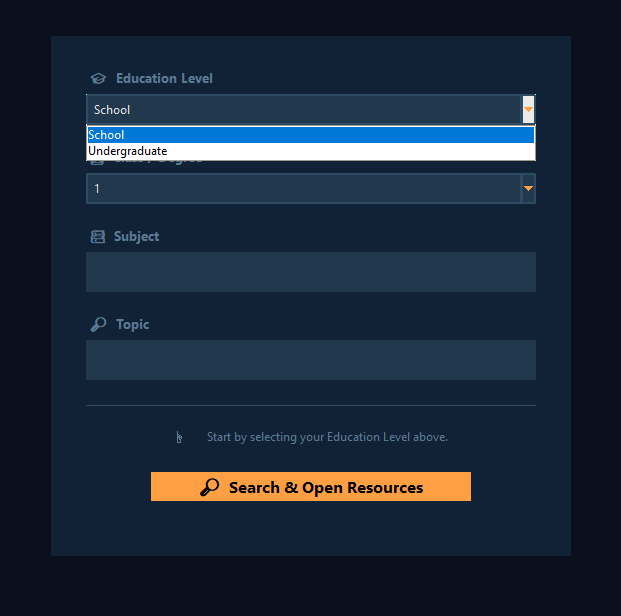 Education Level
School
School
Undergraduate
1
Subject
Topic
Start by selecting your Education Level above.
Search & Open Resources